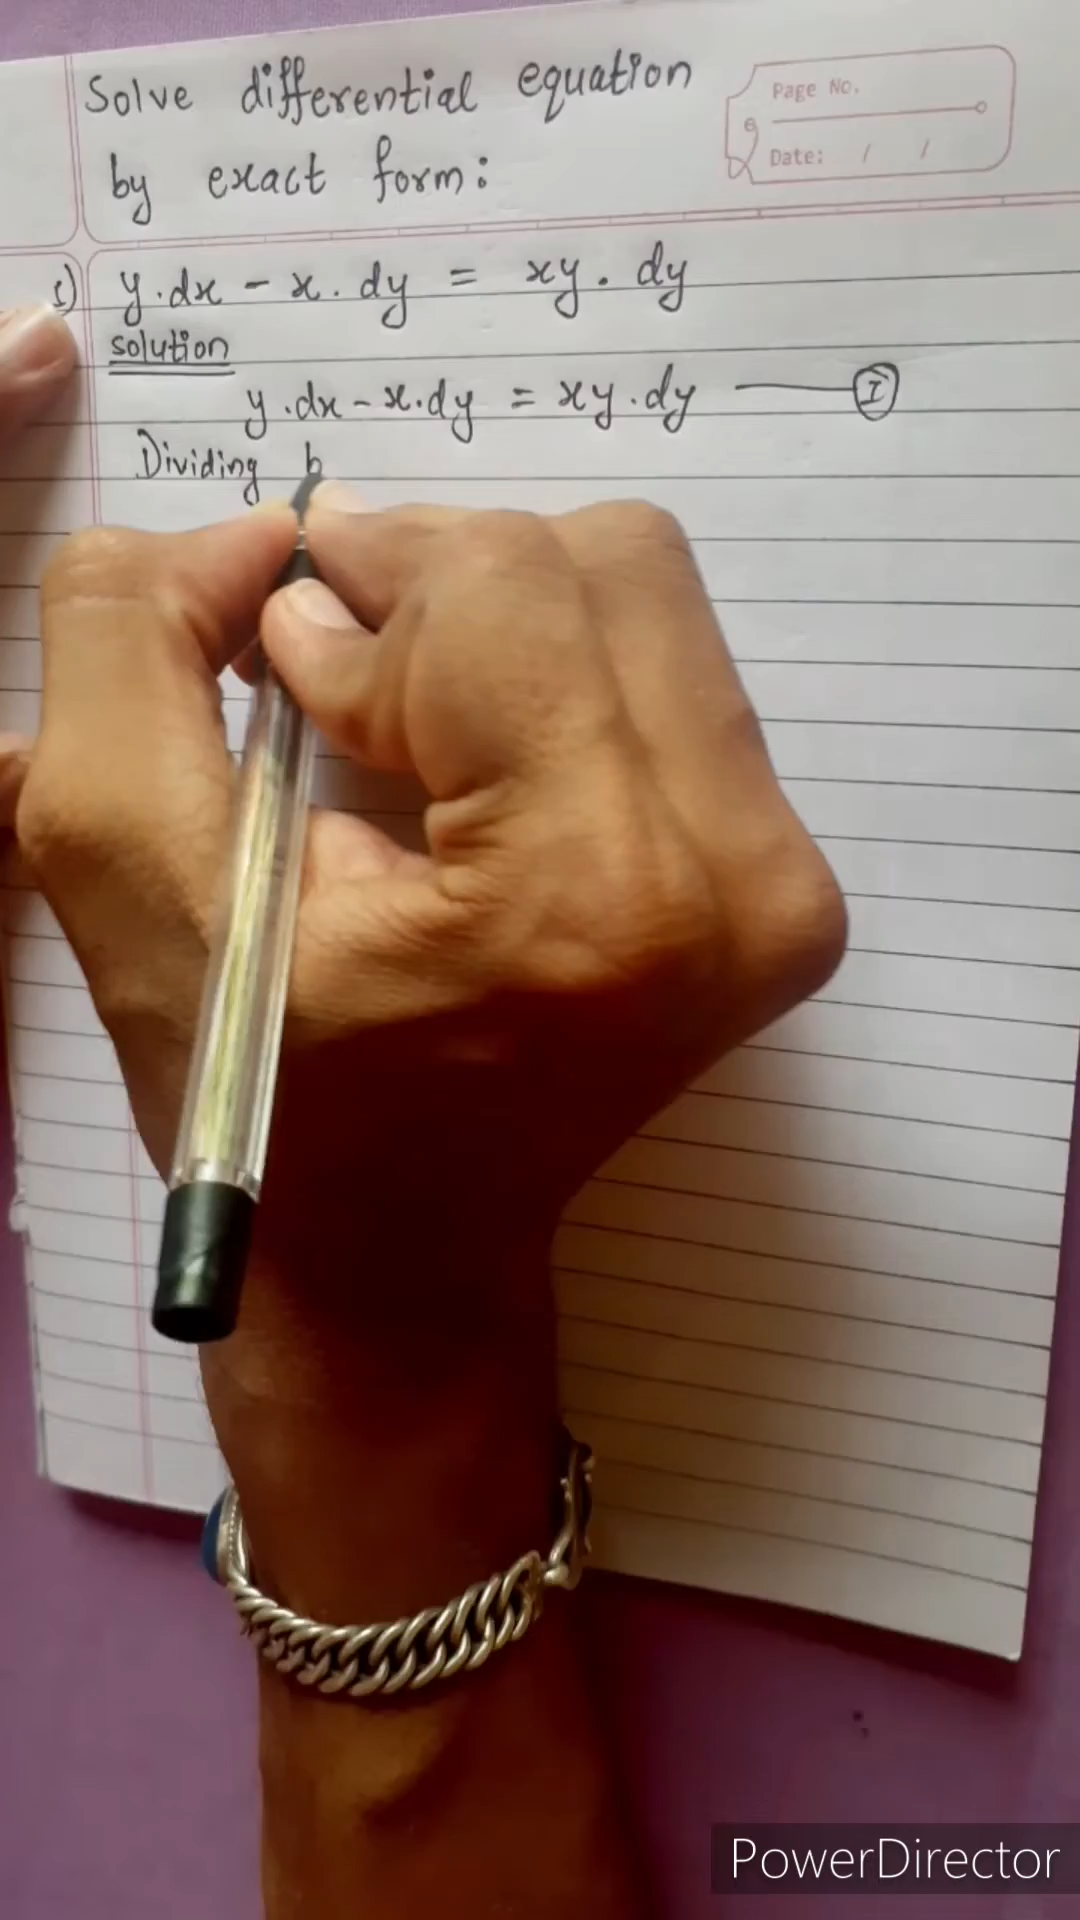 Solve differential equation
by exact form:
Page No.
Date: / /
1) y.dx - x.dy = xy.dy
solution
y.dx - x.dy = xy.dy —— I
Dividing b
PowerDirector